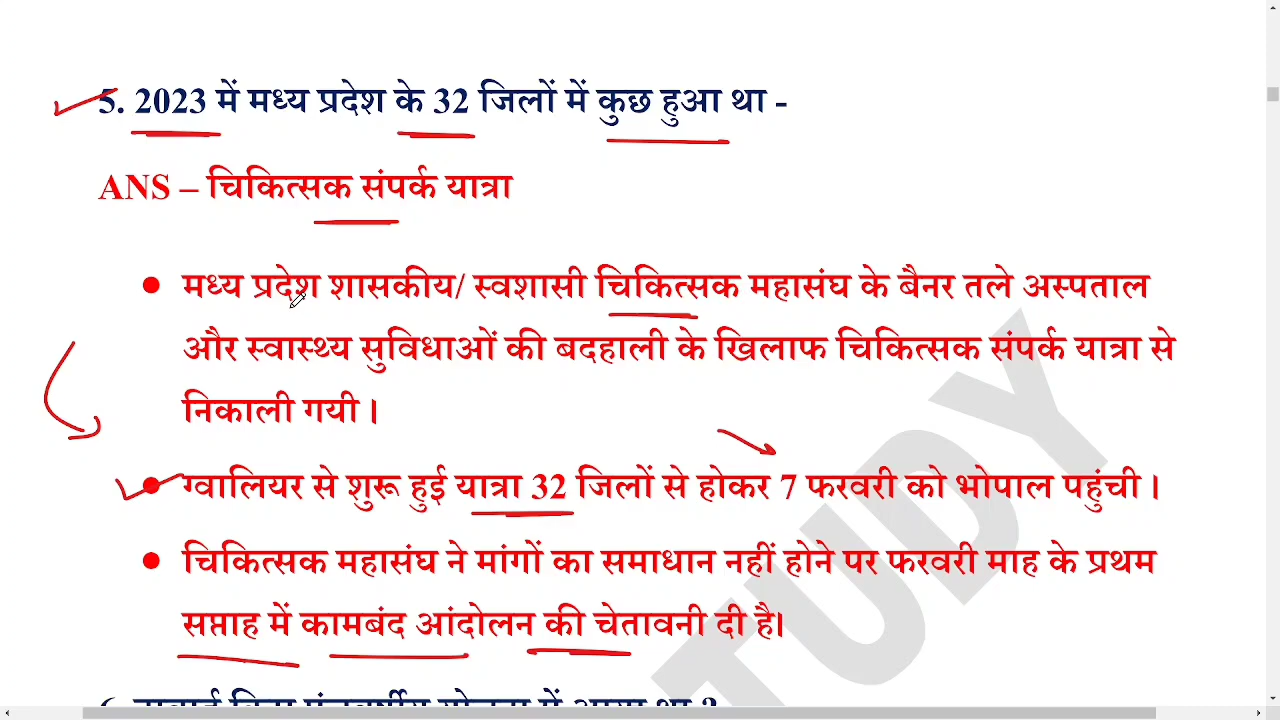 5. 2023 में मध्य प्रदेश के 32 जिलों में कुछ हुआ था -
ANS – चिकित्सक संपर्क यात्रा
● मध्य प्रदेश शासकीय/ स्वशासी चिकित्सक महासंघ के बैनर तले अस्पताल
और स्वास्थ्य सुविधाओं की बदहाली के खिलाफ चिकित्सक संपर्क यात्रा से
निकाली गयी ।
● ग्वालियर से शुरू हुई यात्रा 32 जिलों से होकर 7 फरवरी को भोपाल पहुंची ।
● चिकित्सक महासंघ ने मांगों का समाधान नहीं होने पर फरवरी माह के प्रथम
सप्ताह में कामबंद आंदोलन की चेतावनी दी है।
TUDY